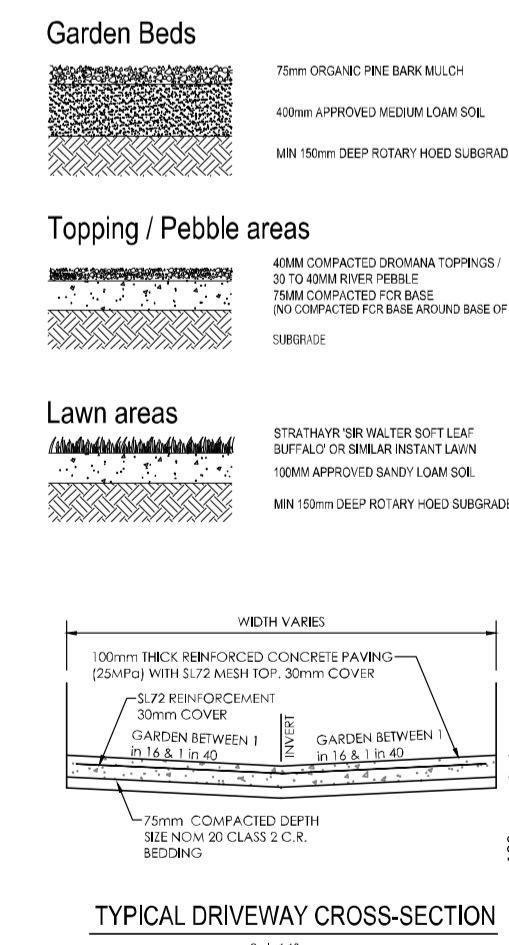 Garden Beds
75mm ORGANIC PINE BARK MULCH
400mm APPROVED MEDIUM LOAM SOIL
MIN 150mm DEEP ROTARY HOED SUBGRAD
Topping / Pebble areas
40MM COMPACTED DROMANA TOPPINGS /
30 TO 40MM RIVER PEBBLE
75MM COMPACTED FCR BASE
(NO COMPACTED FCR BASE AROUND BASE OF
SUBGRADE
Lawn areas
STRATHAYR 'SIR WALTER SOFT LEAF
BUFFALO' OR SIMILAR INSTANT LAWN
100MM APPROVED SANDY LOAM SOIL
MIN 150mm DEEP ROTARY HOED SUBGRADE
WIDTH VARIES
100mm THICK REINFORCED CONCRETE PAVING
(25MPa) WITH SL72 MESH TOP. 30mm COVER
SL72 REINFORCEMENT
30mm COVER
GARDEN BETWEEN 1
in 16 & 1 in 40
INVERT
GARDEN BETWEEN 1
in 16 & 1 in 40
75mm COMPACTED DEPTH
SIZE NOM 20 CLASS 2 C.R.
BEDDING
TYPICAL DRIVEWAY CROSS-SECTION